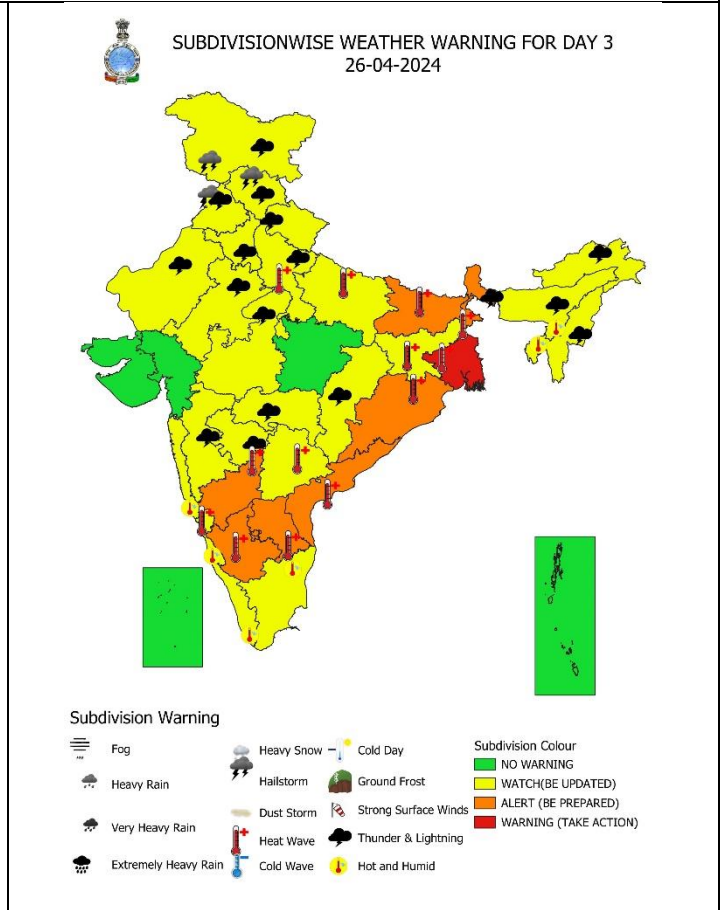 SUBDIVISIONWISE WEATHER WARNING FOR DAY 3
26-04-2024
Subdivision Warning
Fog
Heavy Rain
Very Heavy Rain
Extremely Heavy Rain
Heavy Snow
Hailstorm
Dust Storm
Heat Wave
Cold Wave
Cold Day
Ground Frost
Strong Surface Winds
Thunder & Lightning
Hot and Humid
Subdivision Colour
NO WARNING
WATCH(BE UPDATED)
ALERT (BE PREPARED)
WARNING (TAKE ACTION)